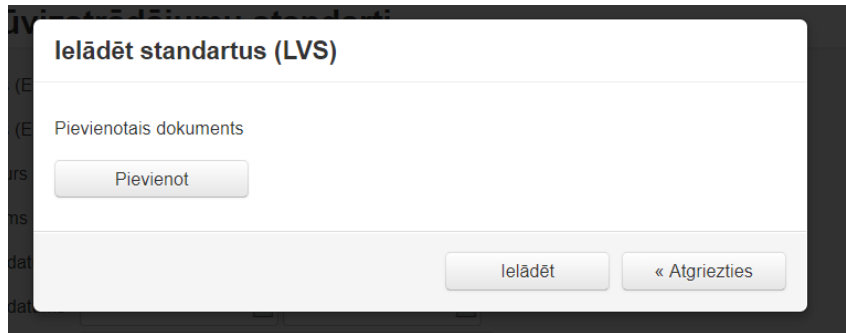 Ielādēt standartus (LVS)
(E
Pievienotais dokuments
(E
Pievienot
Ielādēt
« Atgriezties